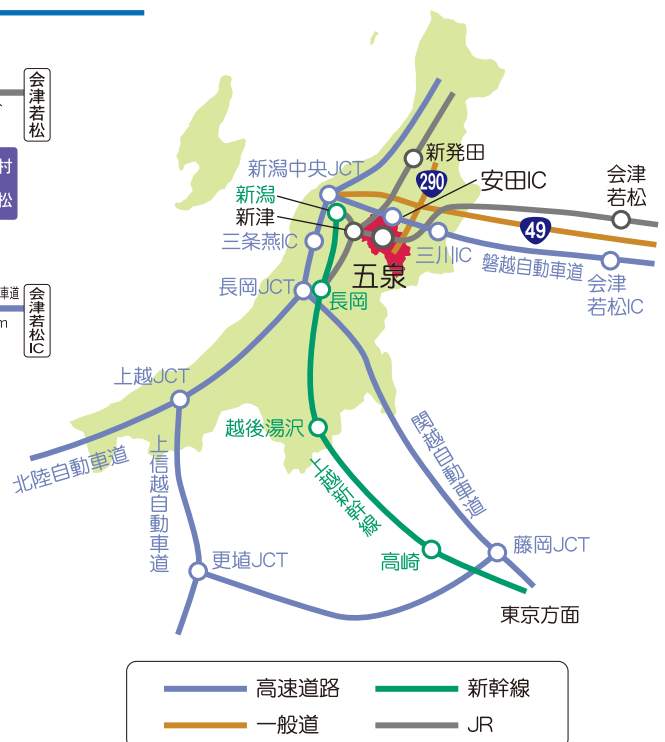 会津若松
村
松
車道
会津若松IC
m
新発田
290
新潟中央JCT
安田IC
会津
若松
新潟
新津
49
三条燕IC
三川IC
磐越自動車道
五泉
会津
若松IC
長岡JCT
長岡
上越JCT
北陸自動車道
上信越自動車道
越後湯沢
関越自動車道
上越新幹線
更埴JCT
高崎
藤岡JCT
東京方面
高速道路
新幹線
一般道
JR